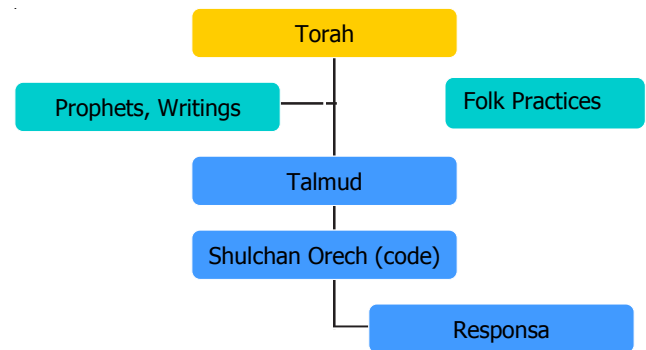 Torah
Prophets, Writings
Folk Practices
Talmud
Shulchan Orech (code)
Responsa